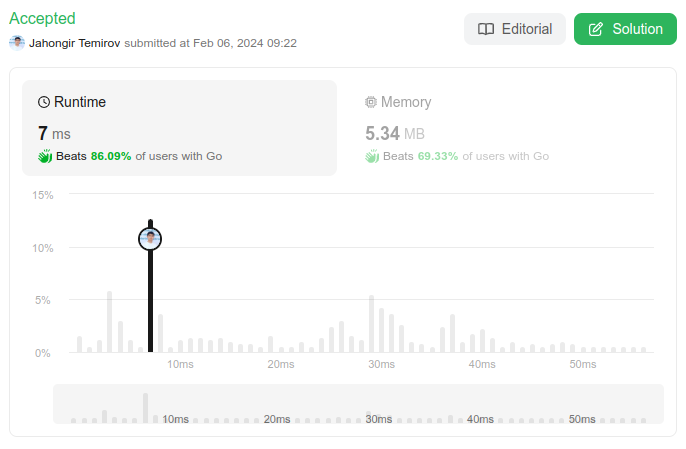 Accepted
Jahongir Temirov submitted at Feb 06, 2024 09:22
Editorial
Solution
Runtime
7 ms
Beats 86.09% of users with Go
Memory
5.34 MB
Beats 69.33% of users with Go
15%
10%
5%
0%
10ms 20ms 30ms 40ms 50ms
10ms 20ms 30ms 40ms 50ms